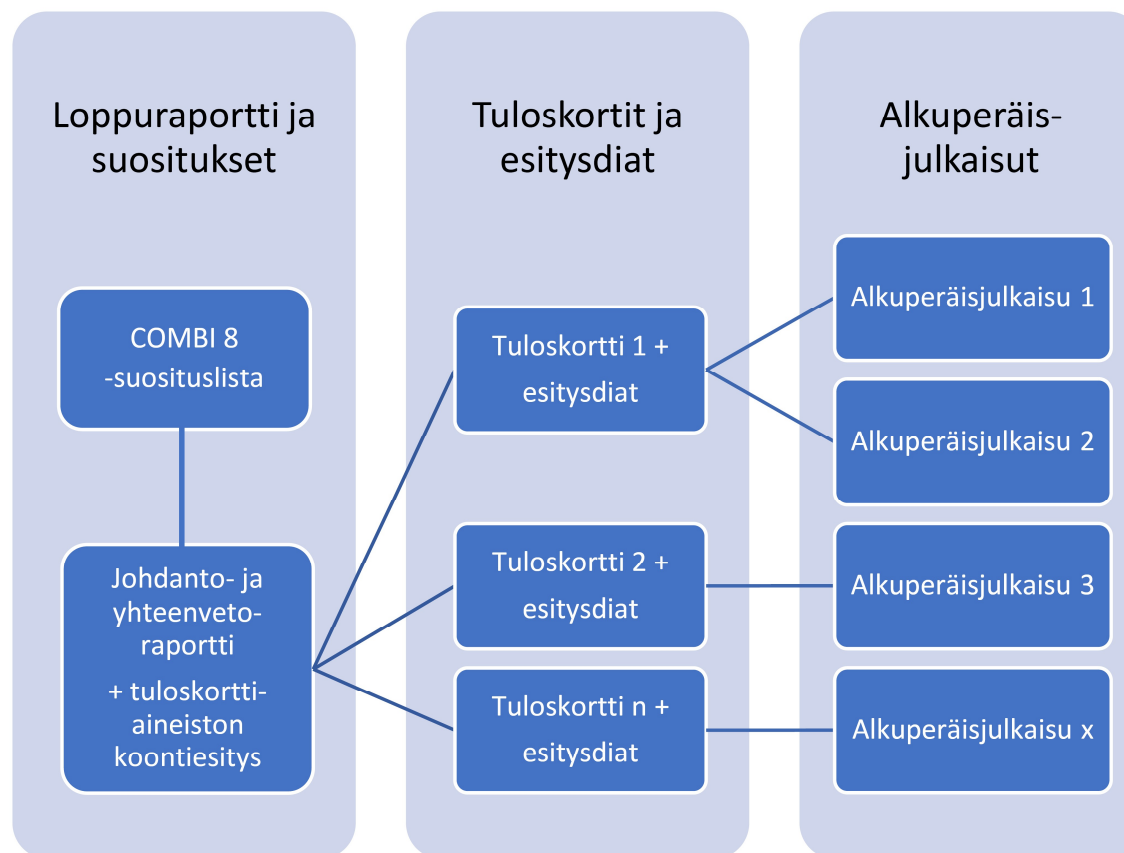 Loppuraportti ja
suositukset
COMBI 8
-suosituslista
Johdanto- ja
yhteenveto-
raportti
+ tuloskortti-
aineiston
koontiesitys
Tuloskortit ja
esitysdiat
Tuloskortti 1 +
esitysdiat
Tuloskortti 2 +
esitysdiat
Tuloskortti n +
esitysdiat
Alkuperäis-
julkaisut
Alkuperäisjulkaisu 1
Alkuperäisjulkaisu 2
Alkuperäisjulkaisu 3
Alkuperäisjulkaisu x